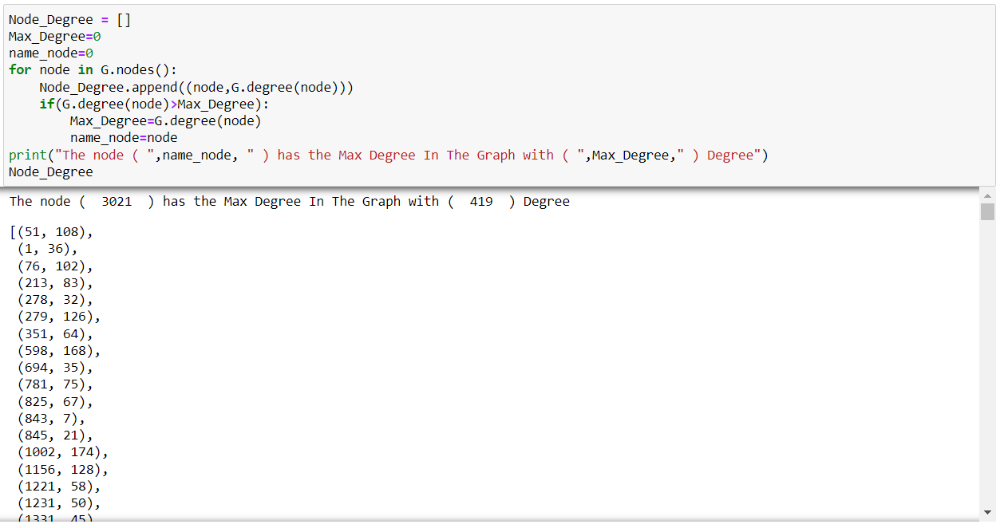 Node_Degree = []
Max_Degree=0
name_node=0
for node in G.nodes():
    Node_Degree.append((node,G.degree(node)))
    if(G.degree(node)>Max_Degree):
        Max_Degree=G.degree(node)
        name_node=node
print("The node ( ",name_node, " ) has the Max Degree In The Graph with ( ",Max_Degree," ) Degree")
Node_Degree
The node (  3021  ) has the Max Degree In The Graph with (  419  ) Degree
[(51, 108),
 (1, 36),
 (76, 102),
 (213, 83),
 (278, 32),
 (279, 126),
 (351, 64),
 (598, 168),
 (694, 35),
 (781, 75),
 (825, 67),
 (843, 7),
 (845, 21),
 (1002, 174),
 (1156, 128),
 (1221, 58),
 (1231, 50),
 (1331, 45)